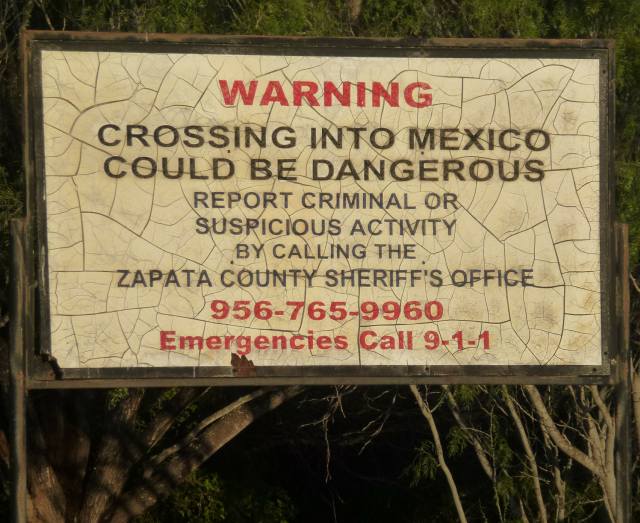 WARNING
CROSSING INTO MEXICO
COULD BE DANGEROUS
REPORT CRIMINAL OR
SUSPICIOUS ACTIVITY
BY CALLING THE
ZAPATA COUNTY SHERIFF'S OFFICE
956-765-9960
Emergencies Call 9-1-1